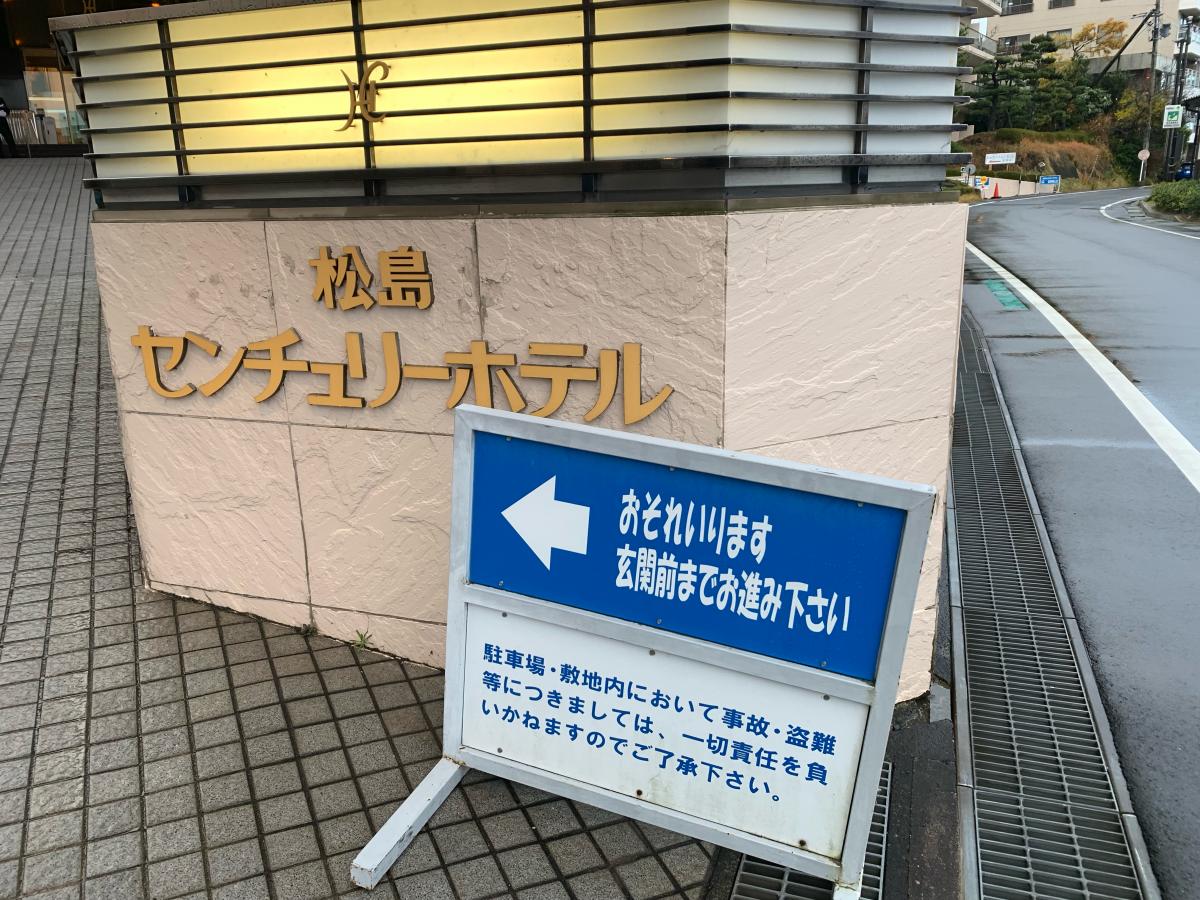 松島
センチュリーホテル
おそれいります
玄関前までお進み下さい
駐車場・敷地内において事故・盗難
等につきましては、一切責任を負
いかねますのでご了承下さい。